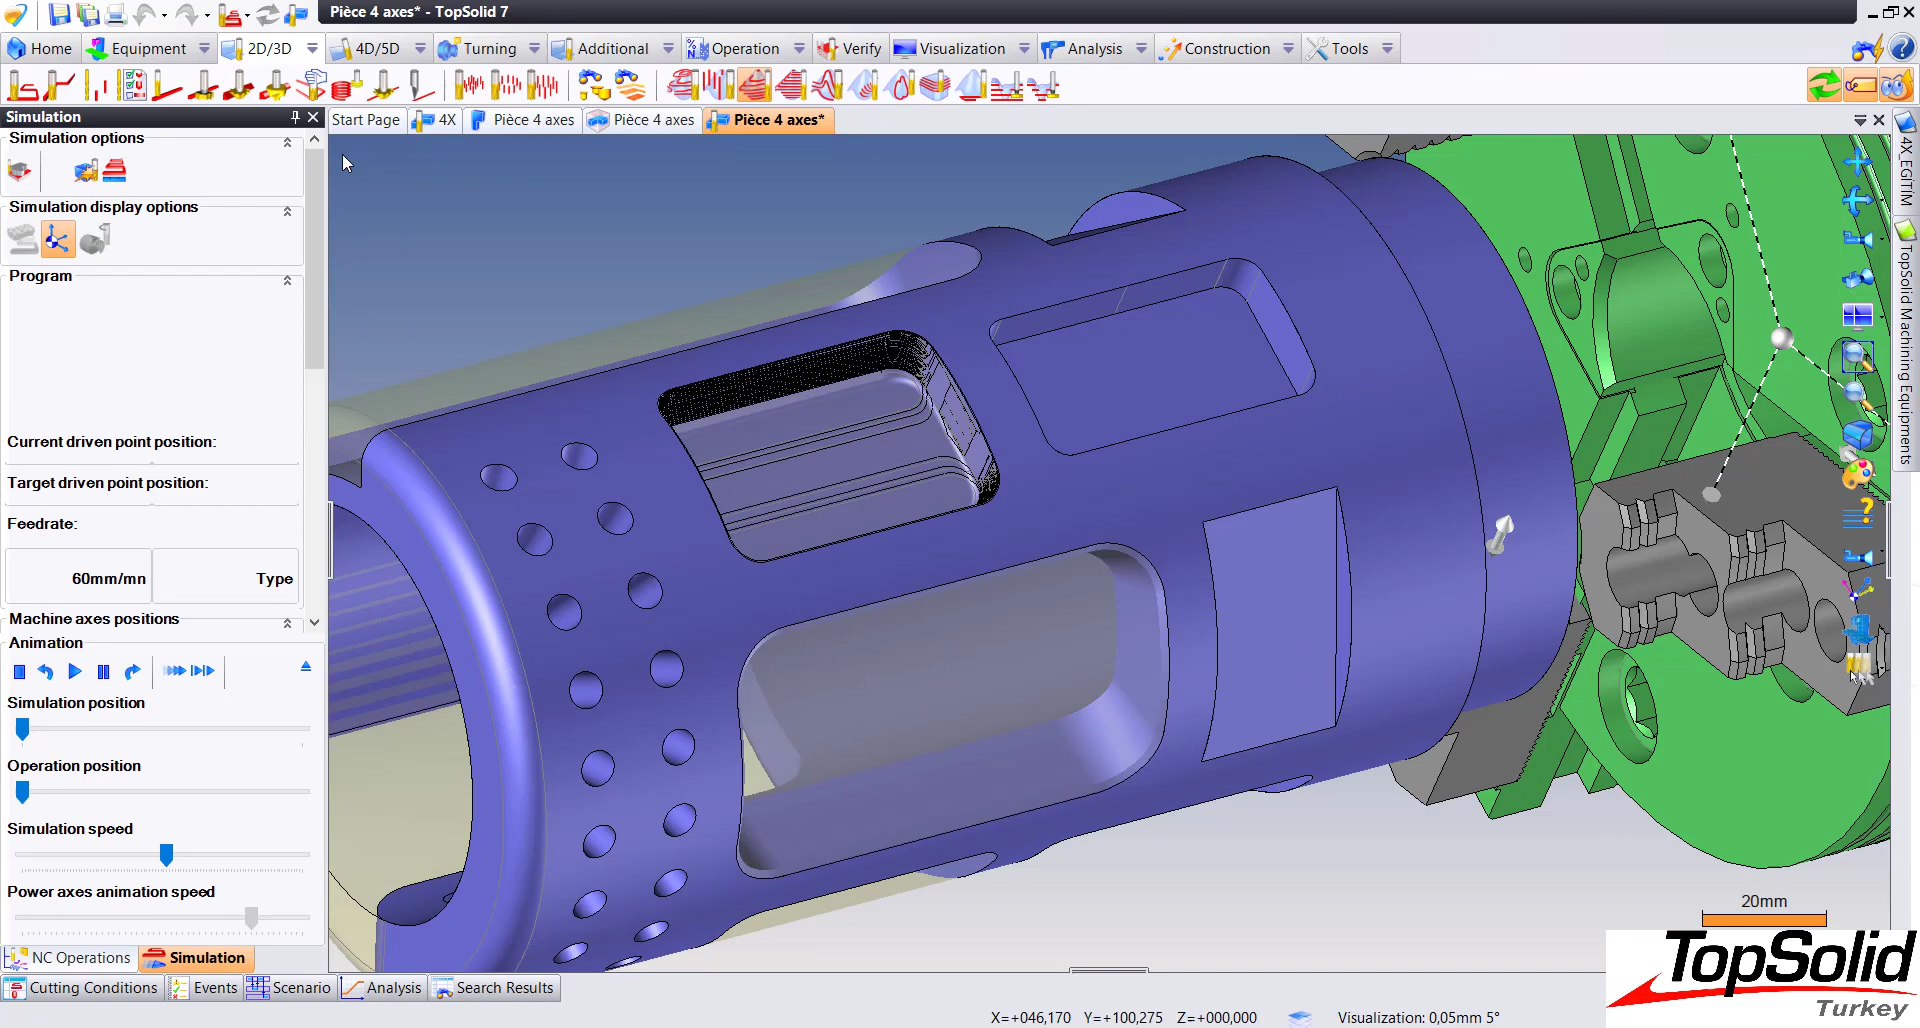 Pièce 4 axes* - TopSolid 7
Home Equipment 2D/3D 4D/5D Turning Additional Operation Verify Visualization Analysis Construction Tools
Simulation
Start Page 4X Pièce 4 axes Pièce 4 axes Pièce 4 axes*
Simulation options
Simulation display options
Program
Current driven point position:
Target driven point position:
Feedrate:
60mm/mn Type
Machine axes positions
Animation
Simulation position
Operation position
Simulation speed
Power axes animation speed
NC Operations Simulation
Cutting Conditions Events Scenario Analysis Search Results
4X_EGİTİM
TopSolid Machining Equipments
20mm
TopSolid
Turkey
X=+046,170 Y=+100,275 Z=+000,000 Visualization: 0,05mm 5°